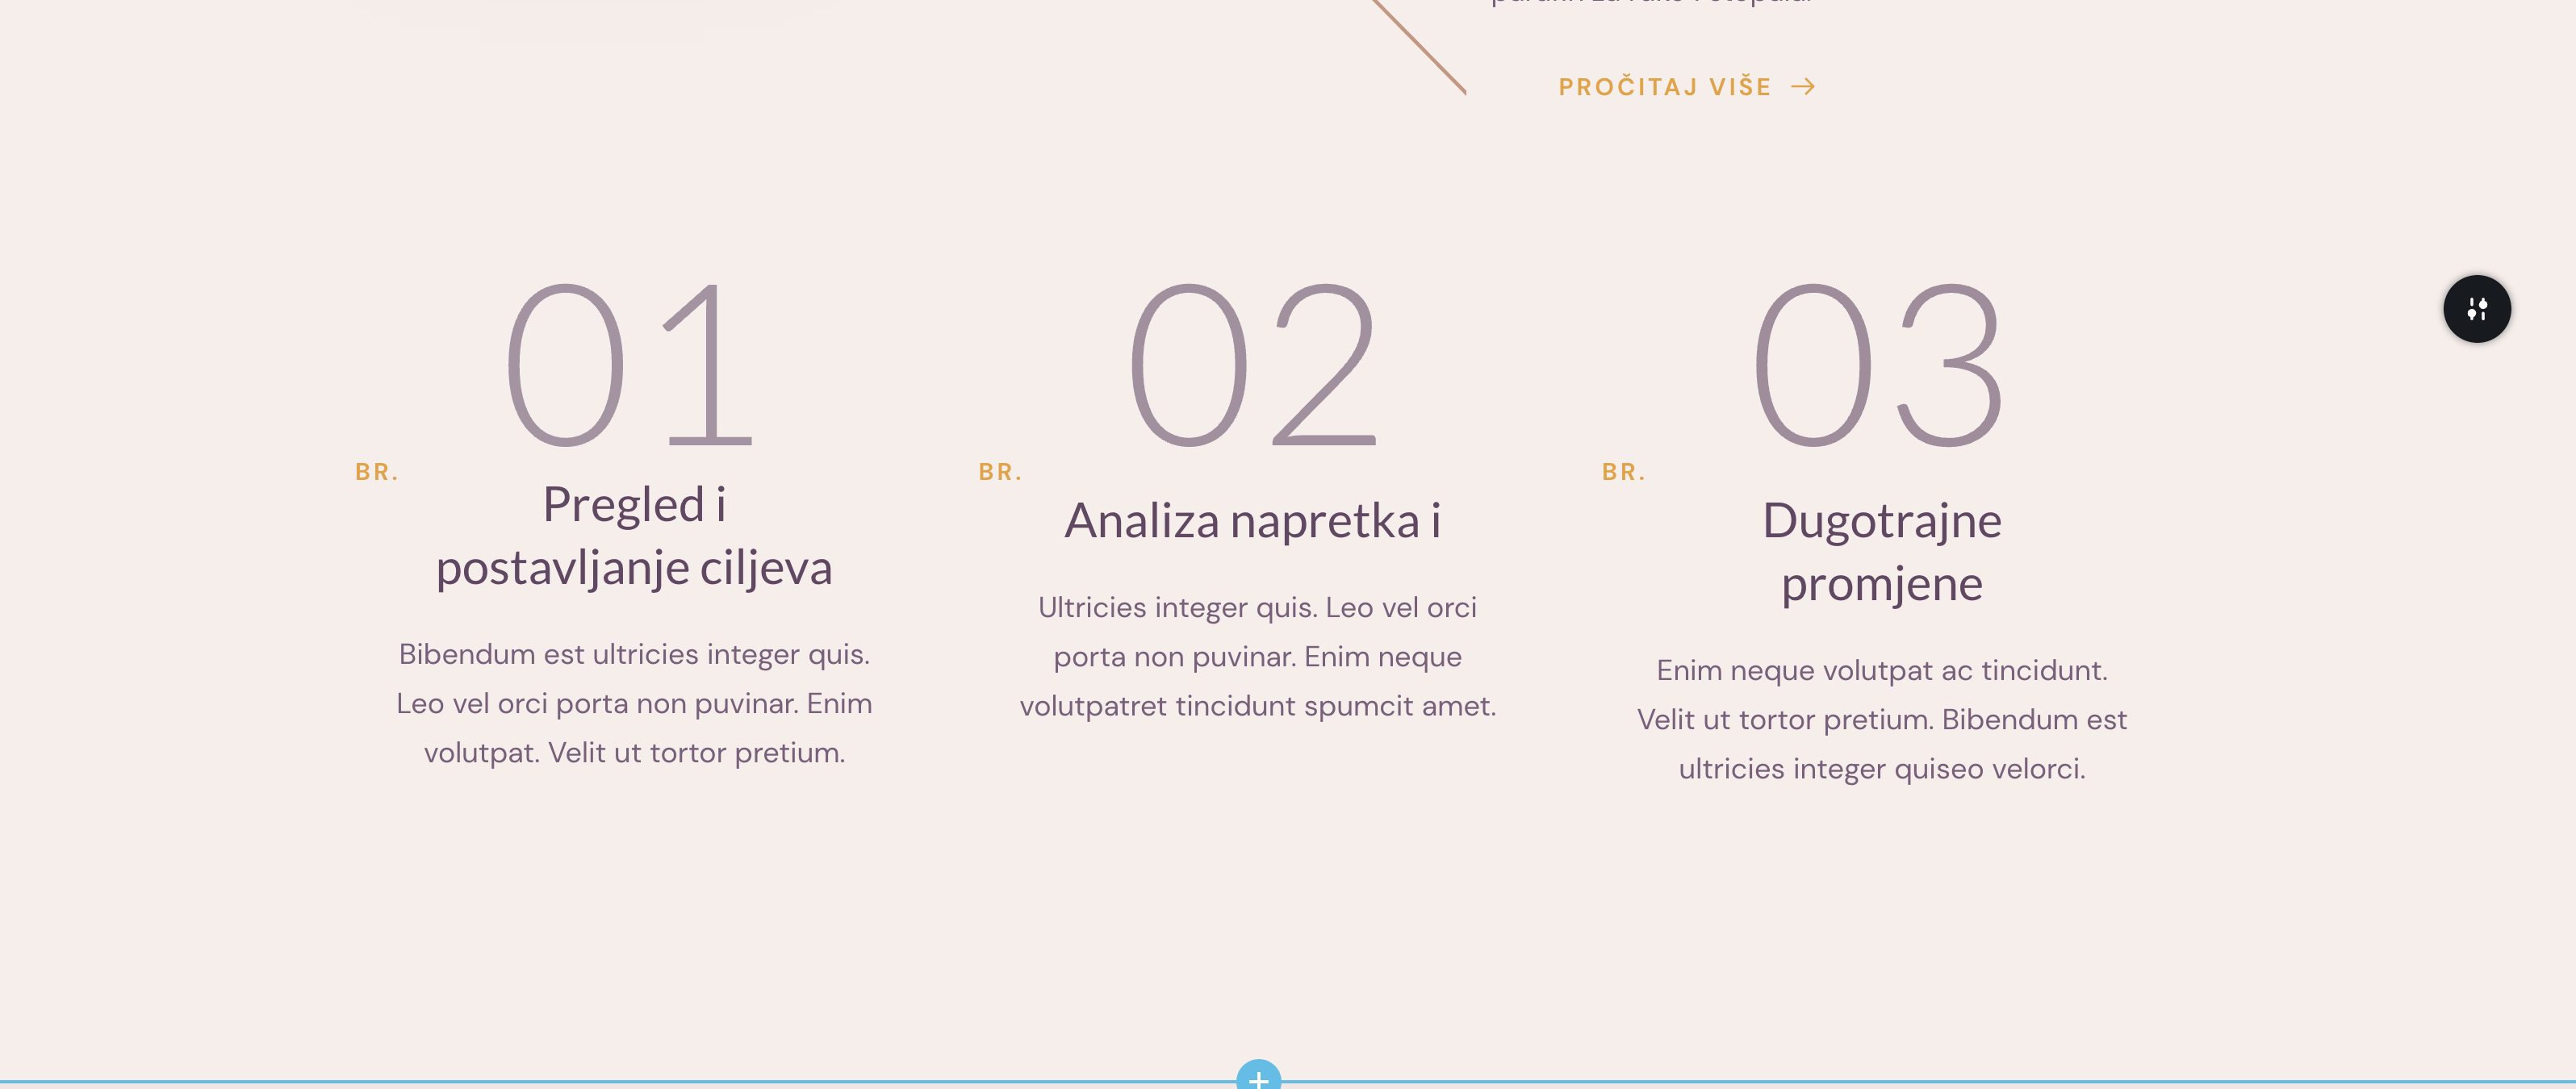 PROČITAJ VIŠE
01
BR.
Pregled i
postavljanje ciljeva
Bibendum est ultricies integer quis.
Leo vel orci porta non puvinar. Enim
volutpat. Velit ut tortor pretium.
02
BR.
Analiza napretka i
Ultricies integer quis. Leo vel orci
porta non puvinar. Enim neque
volutpatret tincidunt spumcit amet.
03
BR.
Dugotrajne
promjene
Enim neque volutpat ac tincidunt.
Velit ut tortor pretium. Bibendum est
ultricies integer quiseo velorci.